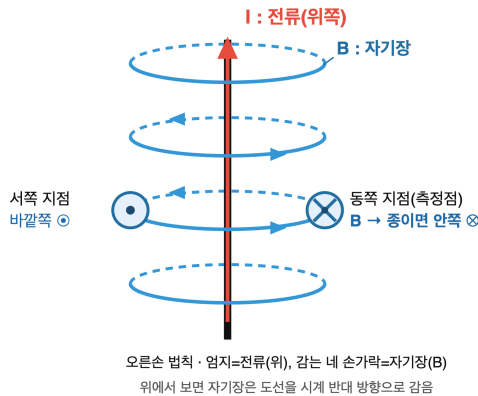 I : 전류(위쪽)
B : 자기장
서쪽 지점
바깥쪽 ⊙
동쪽 지점(측정점)
B → 종이면 안쪽 ⊗
오른손 법칙 · 엄지=전류(위), 감는 네 손가락=자기장(B)
위에서 보면 자기장은 도선을 시계 반대 방향으로 감음